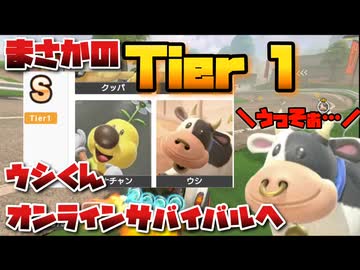 まさかの
Tier 1
S
Tier1
クッパ
チャン
ウシ
＼うっそぉ…／
ウシくん
オンラインサバイバルへ